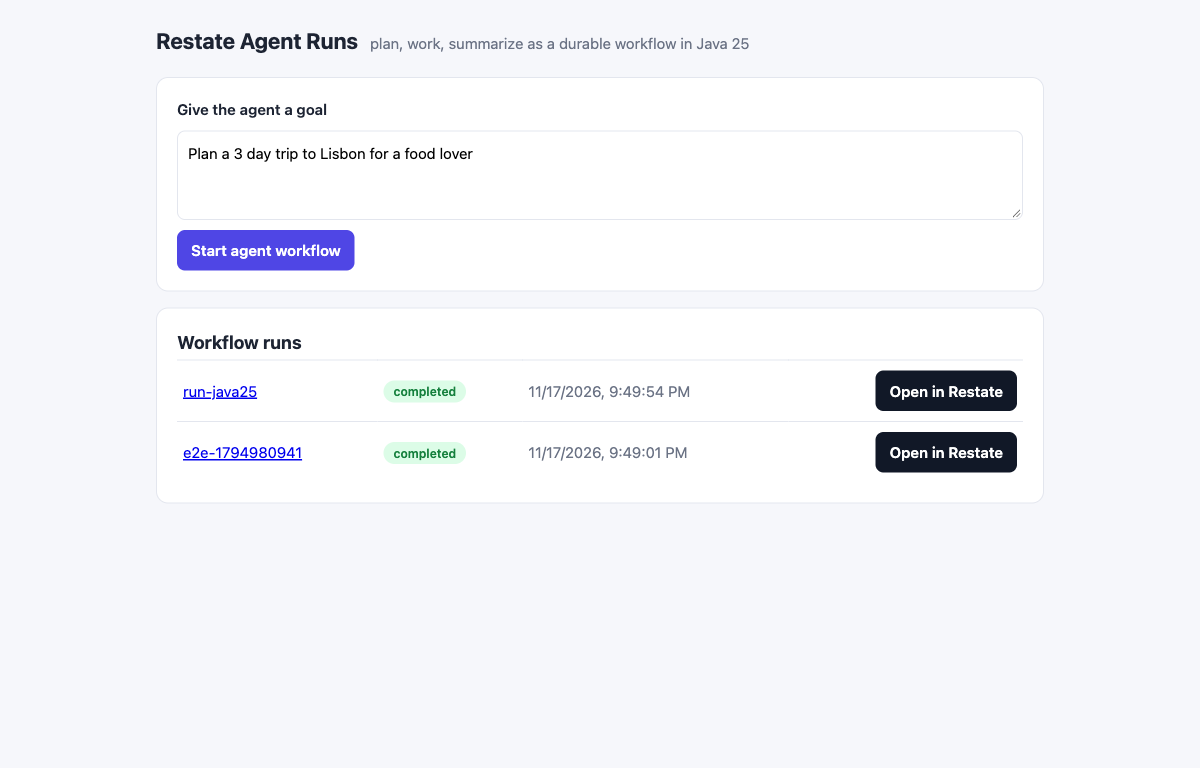 Restate Agent Runs plan, work, summarize as a durable workflow in Java 25
Give the agent a goal
Plan a 3 day trip to Lisbon for a food lover
Start agent workflow
Workflow runs
run-java25 completed 11/17/2026, 9:49:54 PM Open in Restate
e2e-1794980941 completed 11/17/2026, 9:49:01 PM Open in Restate